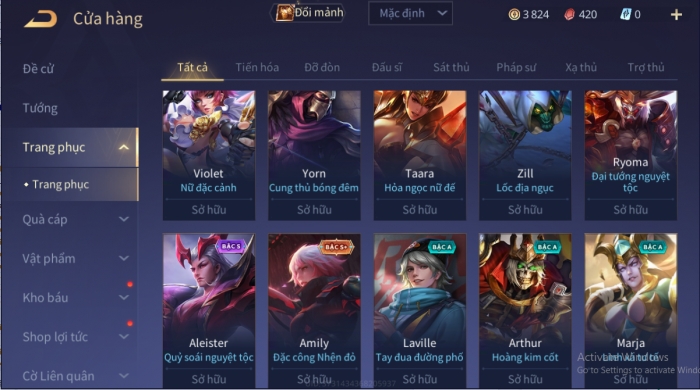 Cửa hàng
Đổi mảnh
Mặc định
3 824
420
0
Đề cử
Tướng
Trang phục
Trang phục
Quà cáp
Vật phẩm
Kho báu
Shop lợi tức
Cờ Liên quân
Tất cả Tiến hóa Đỡ đòn Đấu sĩ Sát thủ Pháp sư Xạ thủ Trợ thủ
Violet
Nữ đặc cảnh
Sở hữu
Yorn
Cung thủ bóng đêm
Sở hữu
Taara
Hỏa ngọc nữ đế
Sở hữu
Zill
Lốc địa ngục
Sở hữu
Ryoma
Đại tướng nguyệt
tộc
Sở hữu
BẬC S
Aleister
Quỷ soái nguyệt tộc
Sở hữu
BẬC S+
Amily
Đặc công Nhện đỏ
Sở hữu
BẬC A
Laville
Tay đua đường phố
Sở hữu
BẬC A
Arthur
Hoàng kim cốt
Sở hữu
BẬC A
Marja
Sở hữu
Activate Windows
Go to Settings to activate Wind